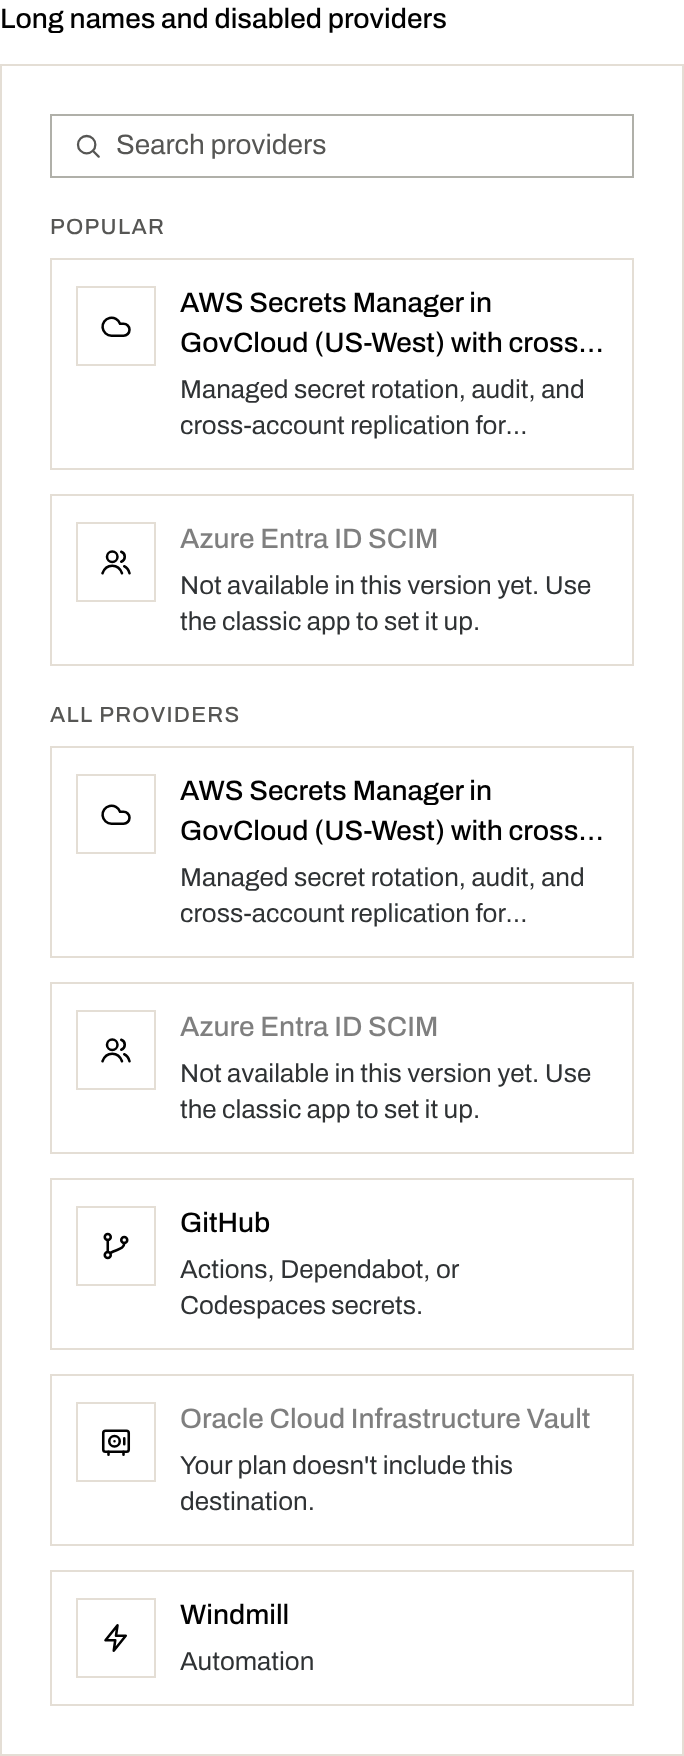 Long names and disabled providers
Search providers
POPULAR
AWS Secrets Manager in
GovCloud (US-West) with cross...
Managed secret rotation, audit, and
cross-account replication for...
Azure Entra ID SCIM
Not available in this version yet. Use
the classic app to set it up.
ALL PROVIDERS
AWS Secrets Manager in
GovCloud (US-West) with cross...
Managed secret rotation, audit, and
cross-account replication for...
Azure Entra ID SCIM
Not available in this version yet. Use
the classic app to set it up.
GitHub
Actions, Dependabot, or
Codespaces secrets.
Oracle Cloud Infrastructure Vault
Your plan doesn't include this
destination.
Windmill
Automation